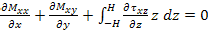 ∂M_xx/∂x + ∂M_xy/∂y + ∫_{-H}^{H} ∂τ_xz/∂z z dz = 0